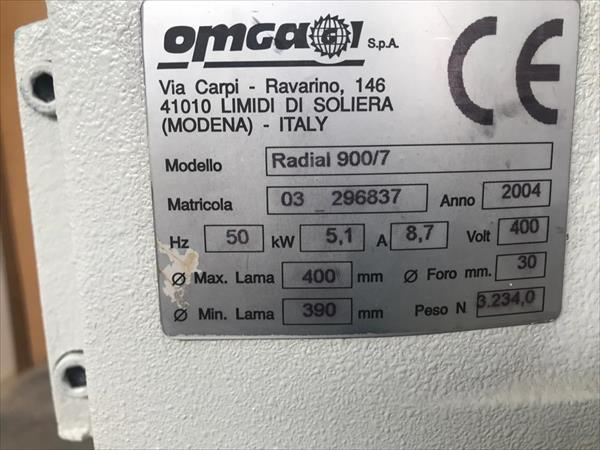 omga S.p.A. CE
Via Carpi - Ravarino, 146
41010 LIMIDI DI SOLIERA
(MODENA) - ITALY
Modello Radial 900/7
Matricola 03_296837 Anno 2004
Hz 50 kW 5,1 A 8,7 Volt 400
Ø Max. Lama 400 mm Ø Foro mm. 30
Ø Min. Lama 390 mm Peso N 3.234,0